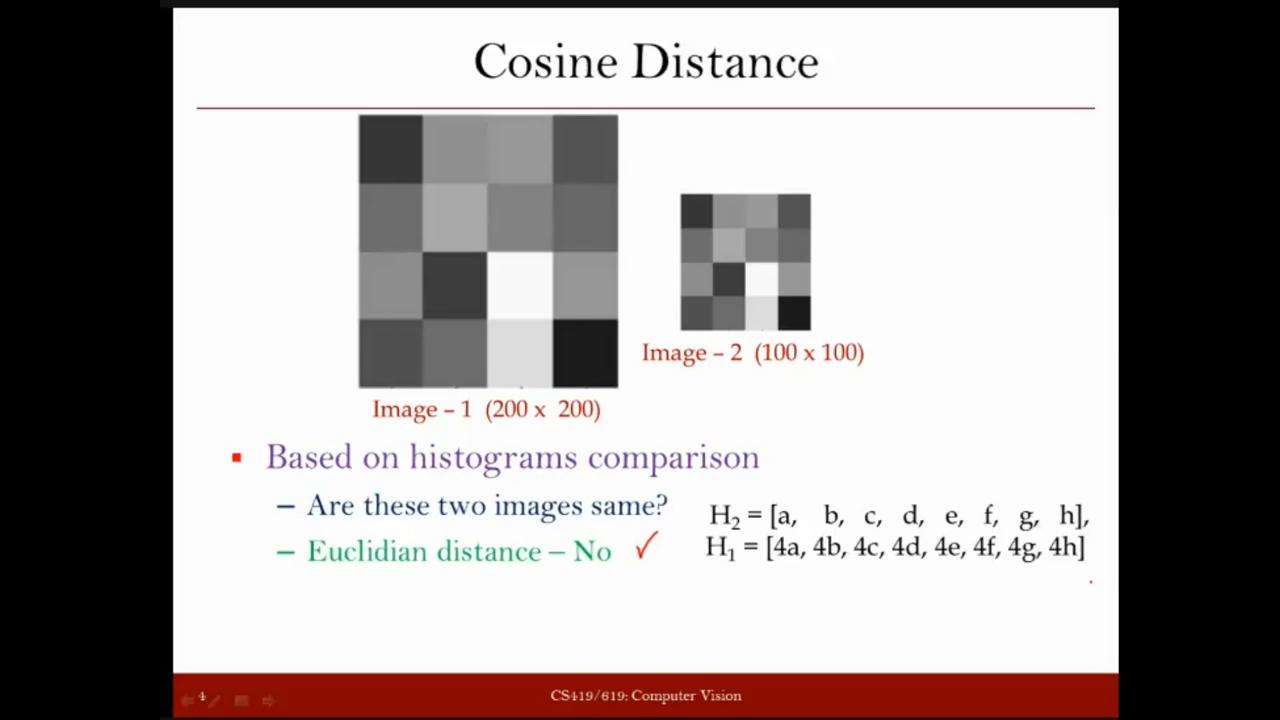 Cosine Distance
Image – 2 (100 x 100)
Image – 1 (200 x 200)
Based on histograms comparison
– Are these two images same?
– Euclidian distance – No ✓
H₂ = [a, b, c, d, e, f, g, h],
H₁ = [4a, 4b, 4c, 4d, 4e, 4f, 4g, 4h]
4
CS419/619: Computer Vision